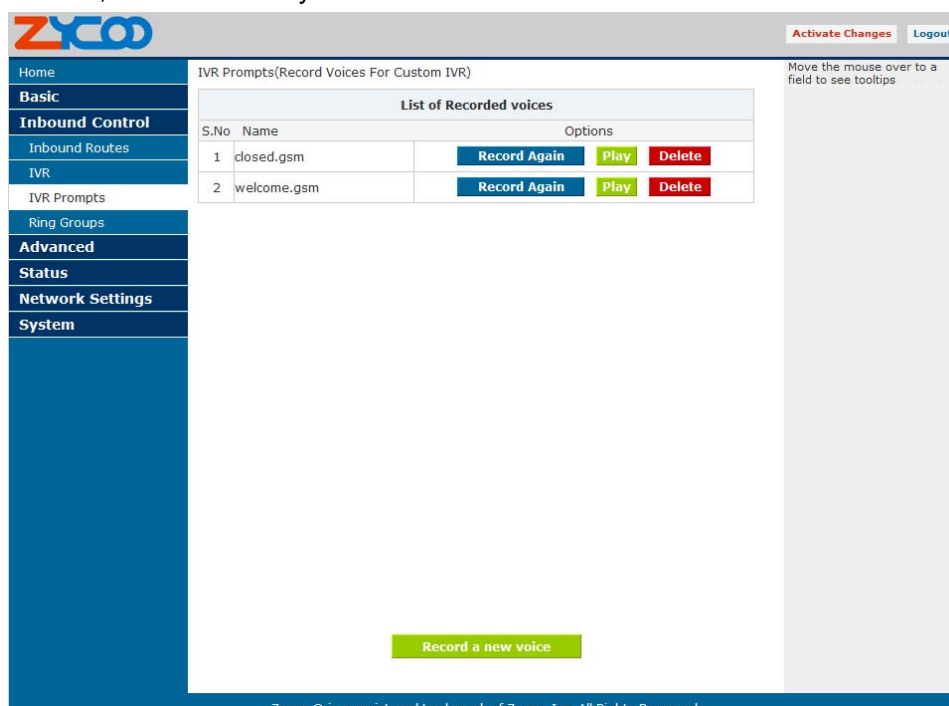 ZYCOO
Activate Changes Logout
Home
Basic
Inbound Control
Inbound Routes
IVR
IVR Prompts
Ring Groups
Advanced
Status
Network Settings
System
IVR Prompts(Record Voices For Custom IVR)
List of Recorded voices
S.No Name Options
1 closed.gsm Record Again Play Delete
2 welcome.gsm Record Again Play Delete
Record a new voice
Move the mouse over to a
field to see tooltips